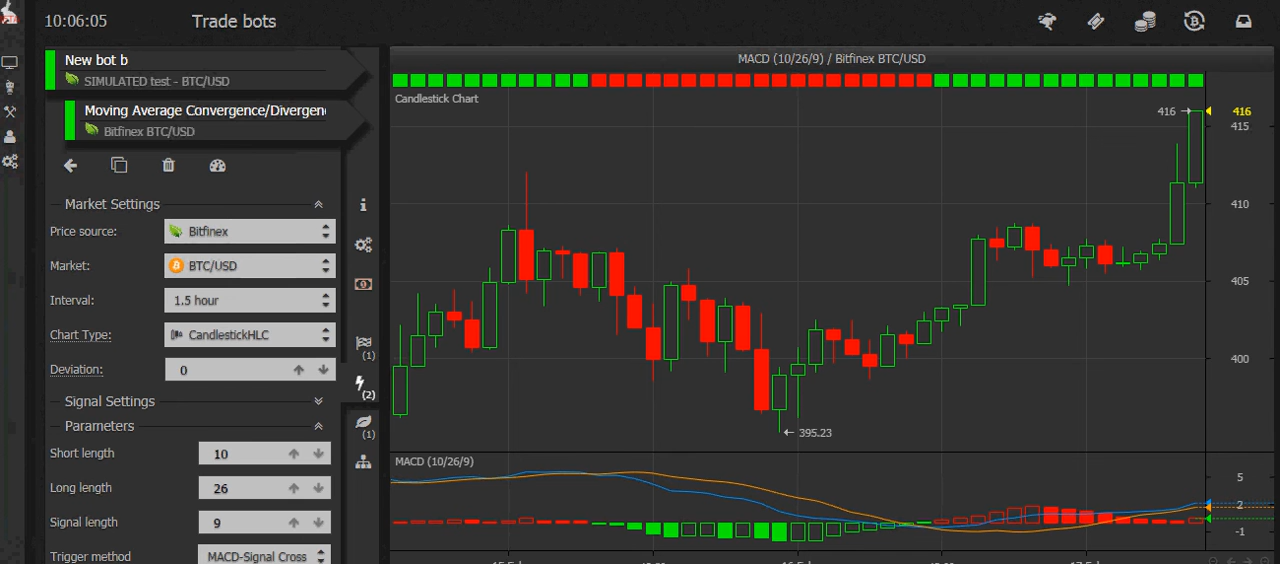 10:06:05
Trade bots
New bot b
SIMULATED test - BTC/USD
Moving Average Convergence/Divergen
Bitfinex BTC/USD
Market Settings
Price source:
Bitfinex
Market:
BTC/USD
Interval:
1.5 hour
Chart Type:
CandlestickHLC
Deviation:
0
Signal Settings
Parameters
Short length
10
Long length
26
Signal length
9
Trigger method
MACD-Signal Cross
(1)
(2)
(1)
MACD (10/26/9) / Bitfinex BTC/USD
Candlestick Chart
416
416
415
410
405
400
395.23
MACD (10/26/9)
5
2
-1